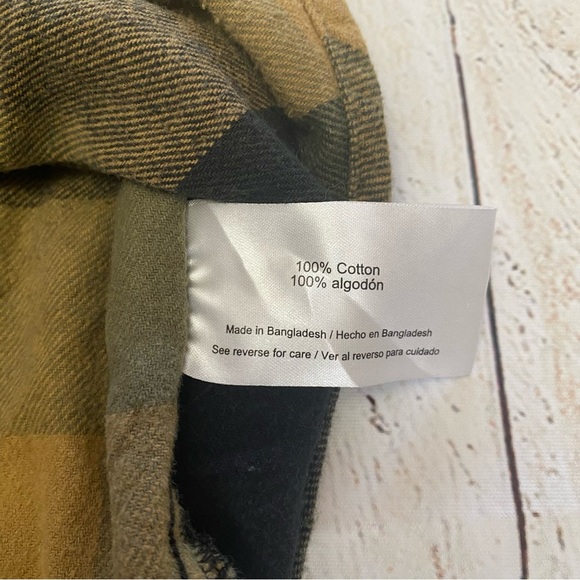 100% Cotton
100% algodón
Made in Bangladesh / Hecho en Bangladesh
See reverse for care / Ver al reverso para cuidado